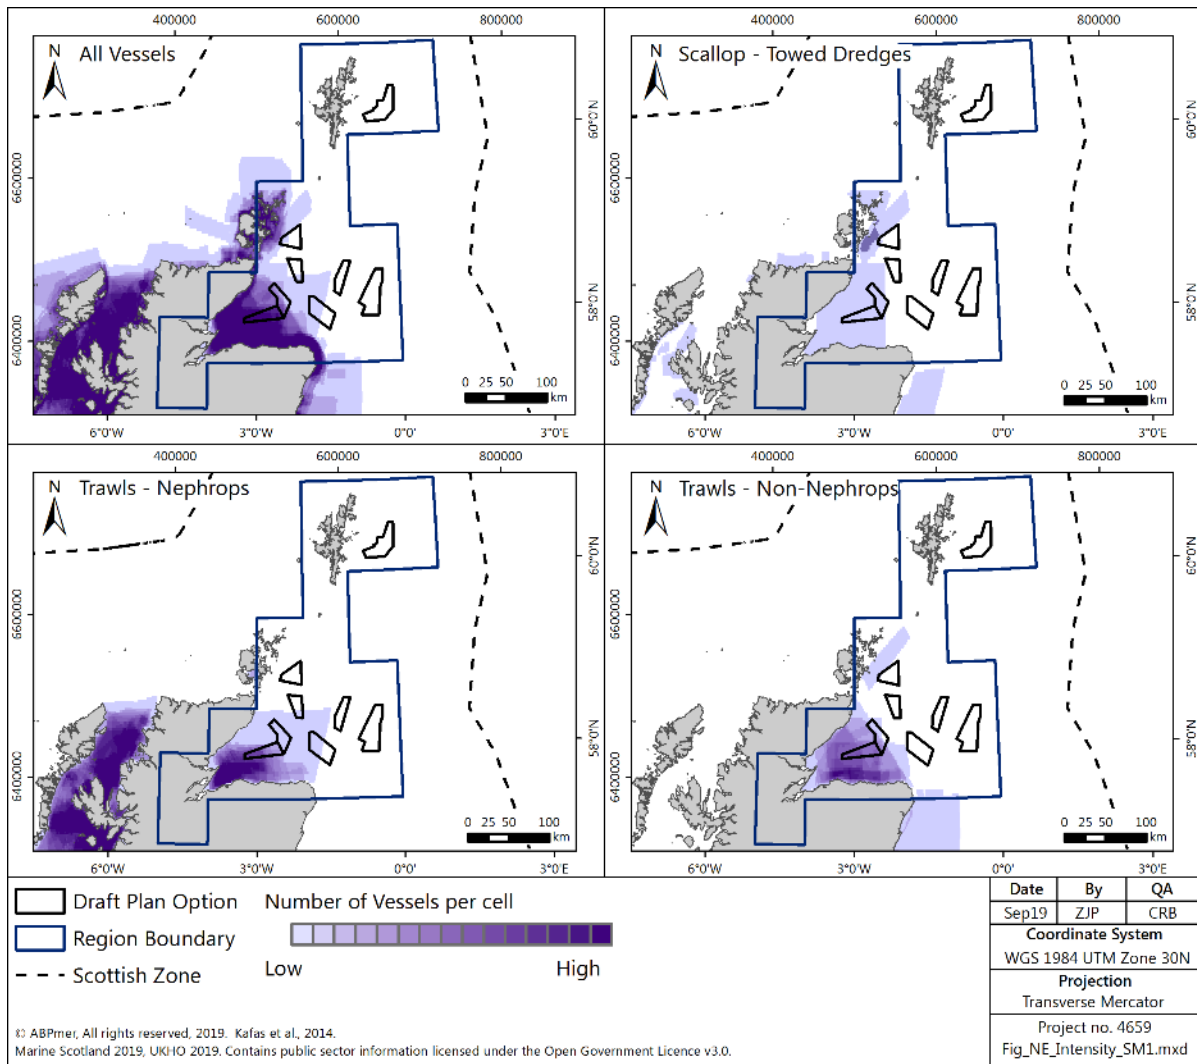 400000 600000 800000
400000 600000 800000
N
All Vessels
N
Scallop - Towed Dredges
60°0'N
60°0'N
6600000
6600000
58°0'N
58°0'N
6400000
6400000
0 25 50 100
km
0 25 50 100
km
6°0'W 3°0'W 0°0' 3°0'E
6°0'W 3°0'W 0°0' 3°0'E
400000 600000 800000
400000 600000 800000
N
Trawls - Nephrops
N
Trawls - Non-Nephrops
60°0'N
60°0'N
6600000
6600000
58°0'N
58°0'N
6400000
6400000
0 25 50 100
km
0 25 50 100
km
6°0'W 3°0'W 0°0' 3°0'E
6°0'W 3°0'W 0°0' 3°0'E
Draft Plan Option
Region Boundary
Scottish Zone
Number of Vessels per cell
Low High
Date By QA
Sep19 ZJP CRB
Coordinate System
WGS 1984 UTM Zone 30N
Projection
Transverse Mercator
Project no. 4659
Fig_NE_Intensity_SM1.mxd
© ABPmer, All rights reserved, 2019. Kafas et al., 2014.
Marine Scotland 2019, UKHO 2019. Contains public sector information licensed under the Open Government Licence v3.0.